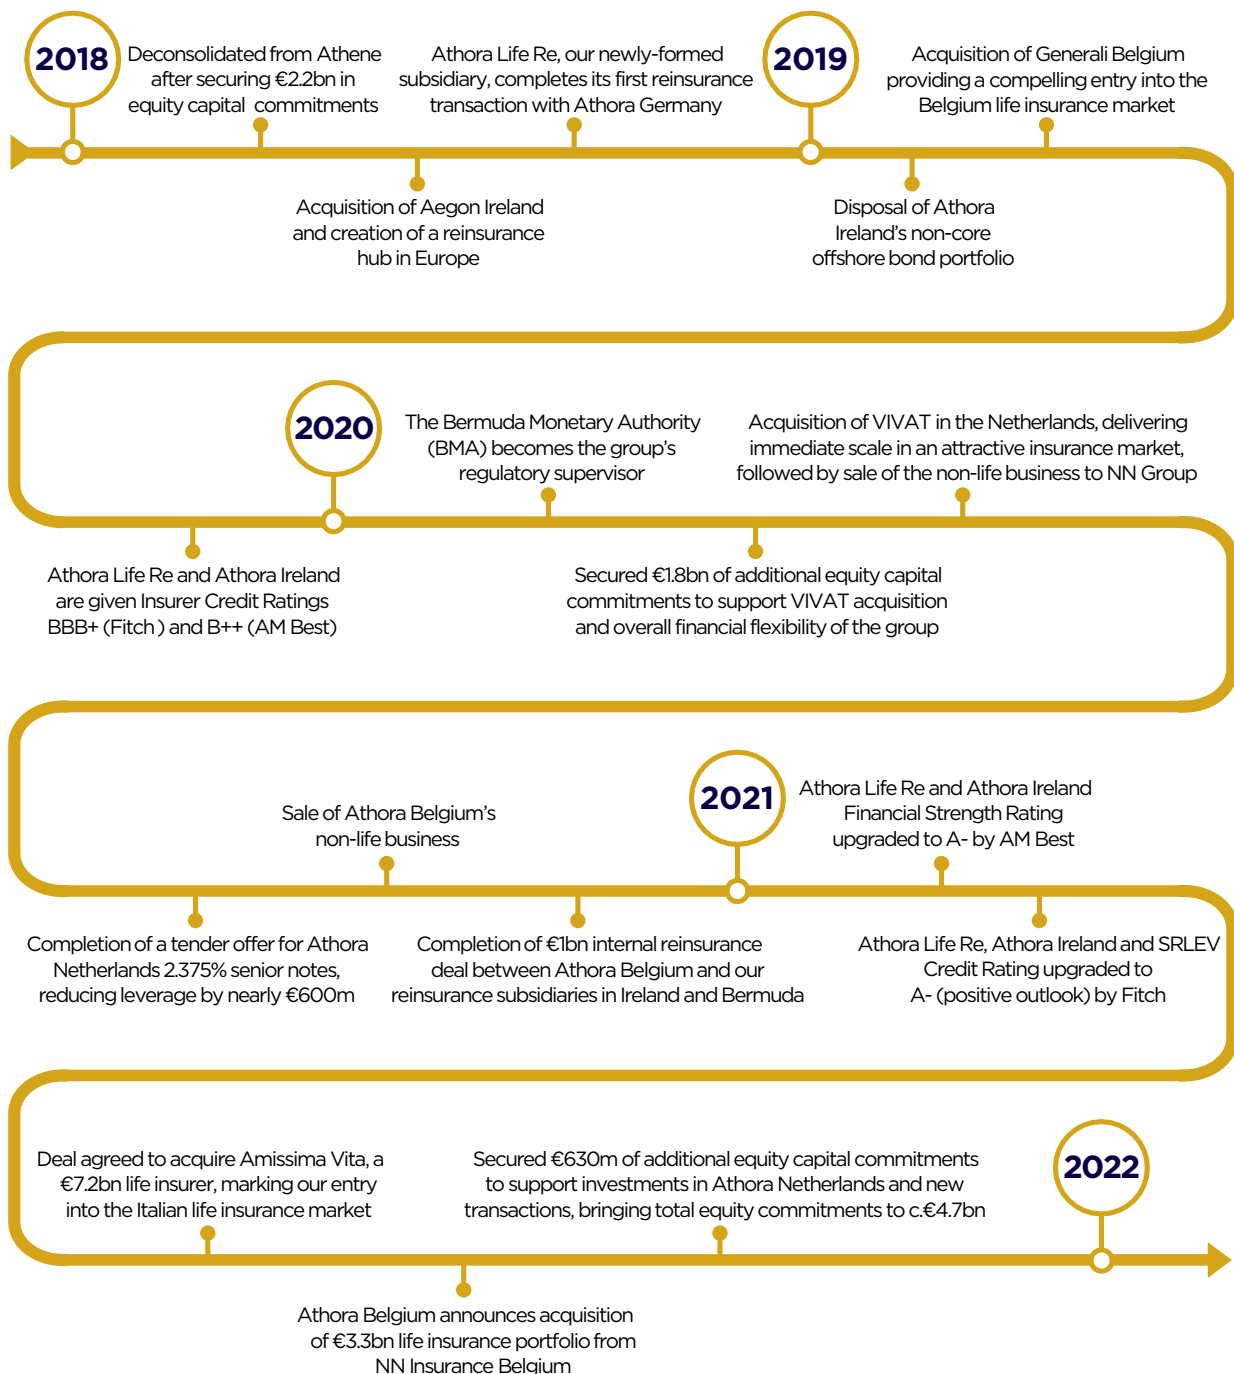 2018
Deconsolidated from Athene
after securing €2.2bn in
equity capital commitments
Acquisition of Aegon Ireland
and creation of a reinsurance
hub in Europe
Athora Life Re, our newly-formed
subsidiary, completes its first reinsurance
transaction with Athora Germany
2019
Disposal of Athora
Ireland's non-core
offshore bond portfolio
Acquisition of Generali Belgium
providing a compelling entry into the
Belgium life insurance market
Athora Life Re and Athora Ireland
are given Insurer Credit Ratings
BBB+ (Fitch ) and B++ (AM Best)
2020
The Bermuda Monetary Authority
(BMA) becomes the group's
regulatory supervisor
Secured €1.8bn of additional equity capital
commitments to support VIVAT acquisition
and overall financial flexibility of the group
Acquisition of VIVAT in the Netherlands, delivering
immediate scale in an attractive insurance market,
followed by sale of the non-life business to NN Group
Completion of a tender offer for Athora
Netherlands 2.375% senior notes,
reducing leverage by nearly €600m
Sale of Athora Belgium's
non-life business
Completion of €1bn internal reinsurance
deal between Athora Belgium and our
reinsurance subsidiaries in Ireland and Bermuda
2021
Athora Life Re and Athora Ireland
Financial Strength Rating
upgraded to A- by AM Best
Athora Life Re, Athora Ireland and SRLEV
Credit Rating upgraded to
A- (positive outlook) by Fitch
Deal agreed to acquire Amissima Vita, a
€7.2bn life insurer, marking our entry
into the Italian life insurance market
Athora Belgium announces acquisition
of €3.3bn life insurance portfolio from
NN Insurance Belgium
Secured €630m of additional equity capital commitments
to support investments in Athora Netherlands and new
transactions, bringing total equity commitments to c.€4.7bn
2022